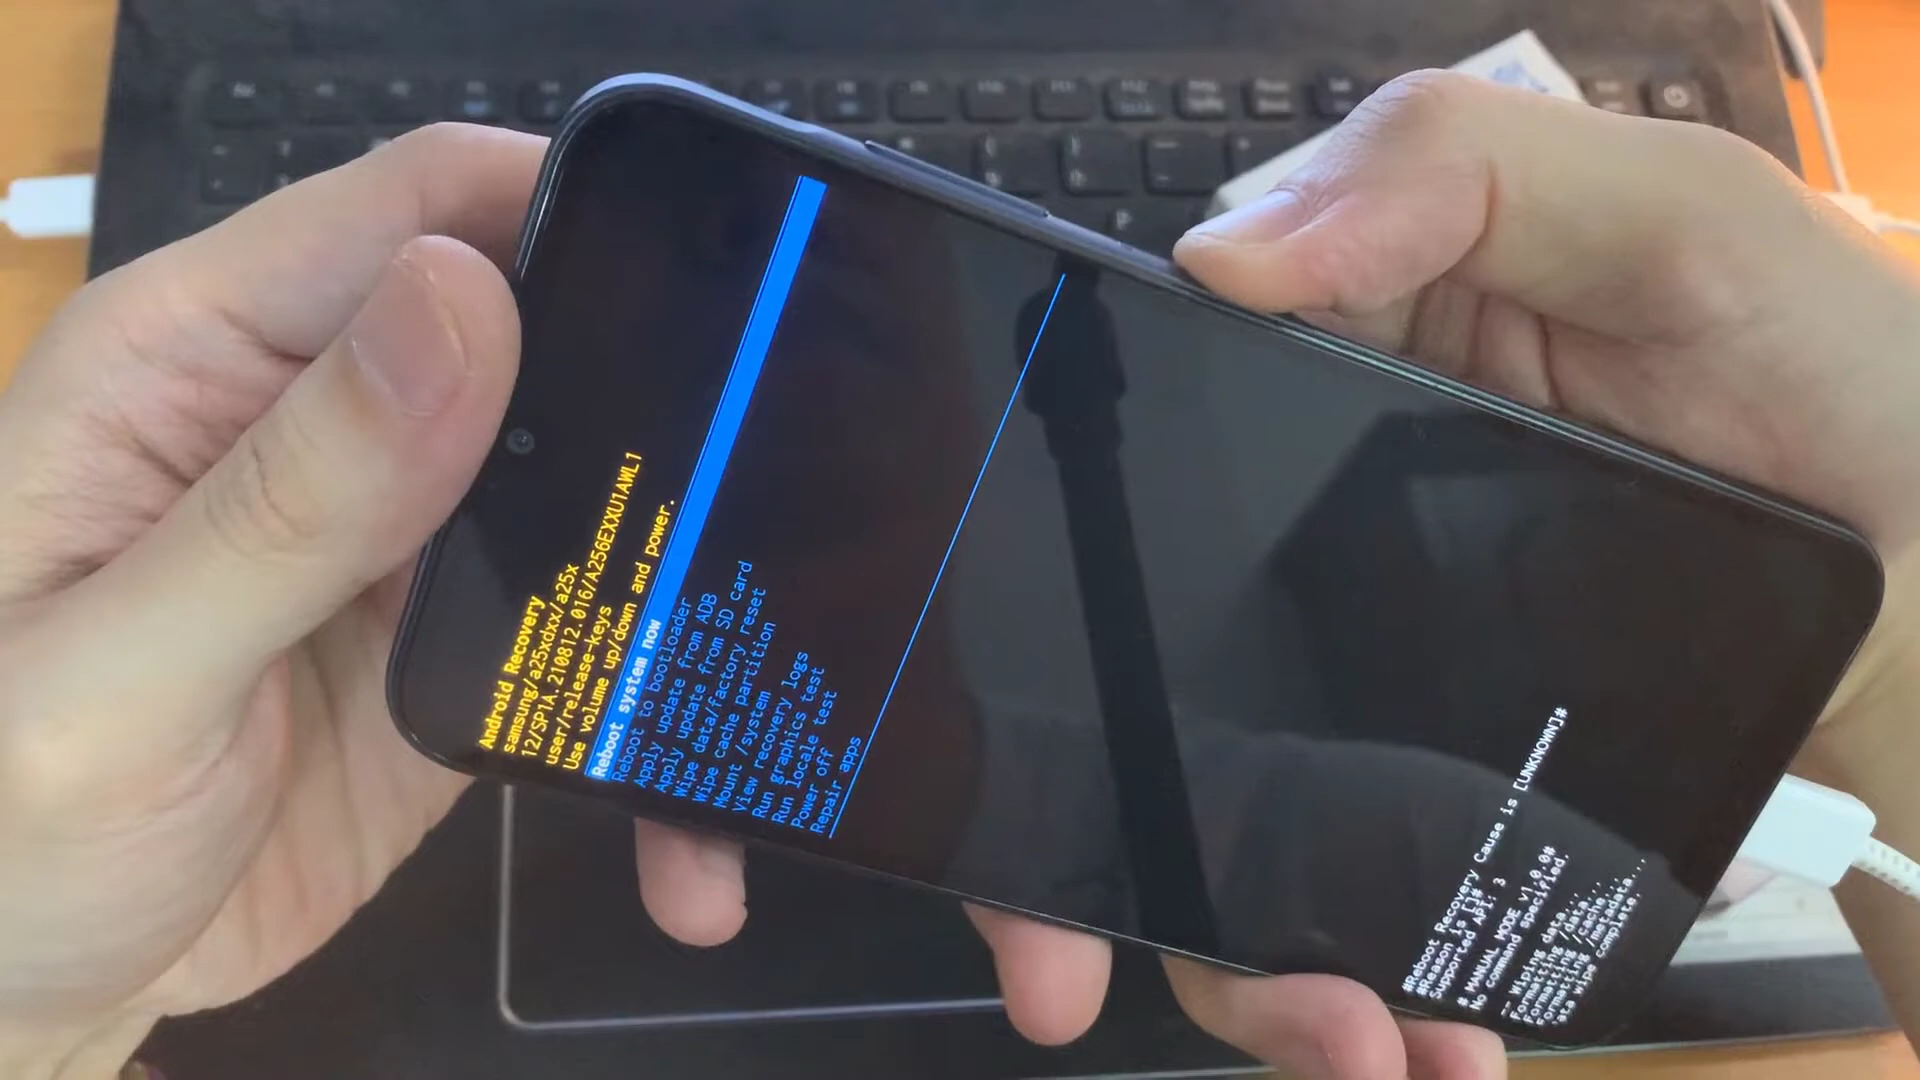 Android Recovery
samsung/a25xdxx/a25x
12/SP1A.210812.016/A256EXXU1AWL1
user/release-keys
Use volume up/down and power.
Reboot system now
Reboot to bootloader
Apply update from ADB
Apply update from SD card
Wipe data/factory reset
Wipe cache partition
Mount /system
View recovery logs
Run graphics test
Run locale test
Power off
Repair apps
#Reboot Recovery Cause is [UNKNOWN]#
#Reason is []#
Supported API: 3
# MANUAL MODE v1.0.0#
No command specified.
-- Wiping data...
Formatting /data...
Formatting /cache...
Formatting /metadata...
ata wipe complete.